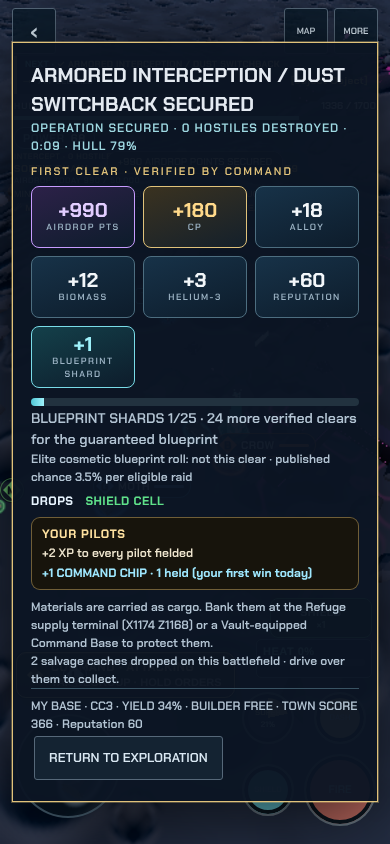 ‹
MAP
MORE
ARMORED INTERCEPTION / DUST
SWITCHBACK SECURED
OPERATION SECURED · 0 HOSTILES DESTROYED ·
0:09 · HULL 79%
FIRST CLEAR · VERIFIED BY COMMAND
+990
AIRDROP PTS
+180
CP
+18
ALLOY
+12
BIOMASS
+3
HELIUM-3
+60
REPUTATION
+1
BLUEPRINT
SHARD
BLUEPRINT SHARDS 1/25 · 24 more verified clears
for the guaranteed blueprint
Elite cosmetic blueprint roll: not this clear · published
chance 3.5% per eligible raid
DROPS SHIELD CELL
YOUR PILOTS
+2 XP to every pilot fielded
+1 COMMAND CHIP · 1 held (your first win today)
Materials are carried as cargo. Bank them at the Refuge
supply terminal (X1174 Z1168) or a Vault-equipped
Command Base to protect them.
2 salvage caches dropped on this battlefield · drive over
them to collect.
MY BASE · CC3 · YIELD 34% · BUILDER FREE · TOWN SCORE
366 · Reputation 60
RETURN TO EXPLORATION